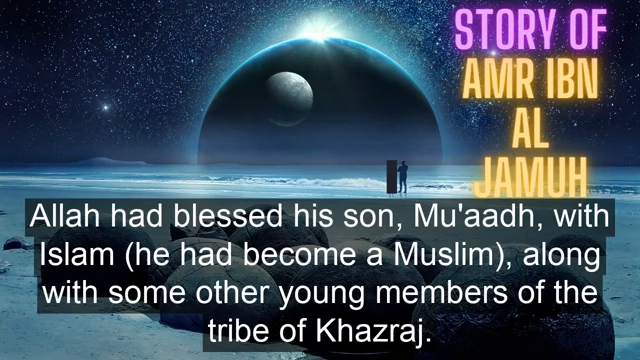 STORY OF
AMR IBN
AL
JAMUH
Allah had blessed his son, Mu'aadh, with
Islam (he had become a Muslim), along
with some other young members of the
tribe of Khazraj.